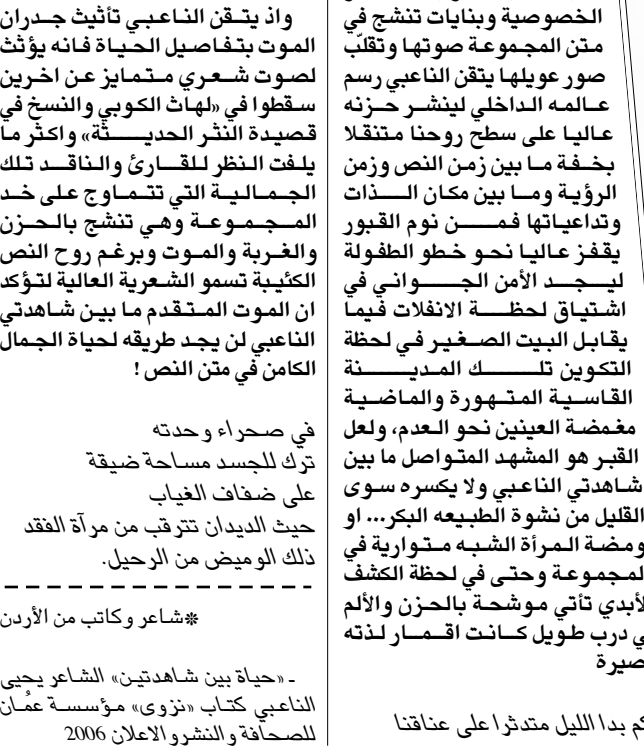 الخصوصية وبنايات تنشج في
متن المجموعة صوتها وتقلّب
صور عويلها يتقن الناعبي رسم
عالمه الداخلي لينشر حزنه
عاليا على سطح روحنا متنقلا
بخفة ما بين زمن النص وزمن
الرؤية وما بين مكان الذات
وتداعياتها فمن نوم القبور
يقفز عاليا نحو خطو الطفولة
ليجد الأمن الجواني في
اشتياق لحظة الانفلات فيما
يقابل البيت الصغير في لحظة
التكوين تلك المدينة
القاسية المتهورة والماضية
مغمضة العينين نحو العدم، ولعل
القبر هو المشهد المتواصل ما بين
شاهدتي الناعبي ولا يكسره سوى
القليل من نشوة الطبيعه البكر... او
ومضة المرأة الشبه متوارية في
لمجموعة وحتى في لحظة الكشف
لأبدي تأتي موشحة بالحزن والألم
ي درب طويل كانت اقمار لذته
صيرة
كم بدا الليل متدثرا على عناقنا
واذ يتقن الناعبي تأثيث جدران
الموت بتفاصيل الحياة فانه يؤثث
لصوت شعري متمايز عن اخرين
سقطوا في «لهاث الكوبي والنسخ في
قصيدة النثر الحديثة» واكثر ما
يلفت النظر للقارئ والناقد تلك
الجمالية التي تتماوج على خد
المجموعة وهي تنشج بالحزن
والغربة والموت وبرغم روح النص
الكئيبة تسمو الشعرية العالية لتؤكد
ان الموت المتقدم ما بين شاهدتي
الناعبي لن يجد طريقه لحياة الجمال
الكامن في متن النص !
في صحراء وحدته
ترك للجسد مساحة ضيقة
على ضفاف الغياب
حيث الديدان تترقب من مرآة الفقد
ذلك الوميض من الرحيل.
*شاعر وكاتب من الأردن
ـ «حياة بين شاهدتين» الشاعر يحيى
الناعبي كتاب «نزوى» مؤسسة عمُان
للصحافة والنشر والاعلان 2006